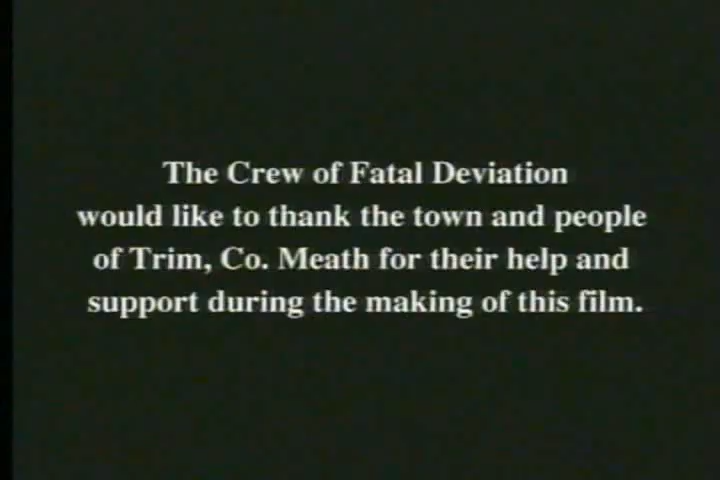 The Crew of Fatal Deviation
would like to thank the town and people
of Trim, Co. Meath for their help and
support during the making of this film.